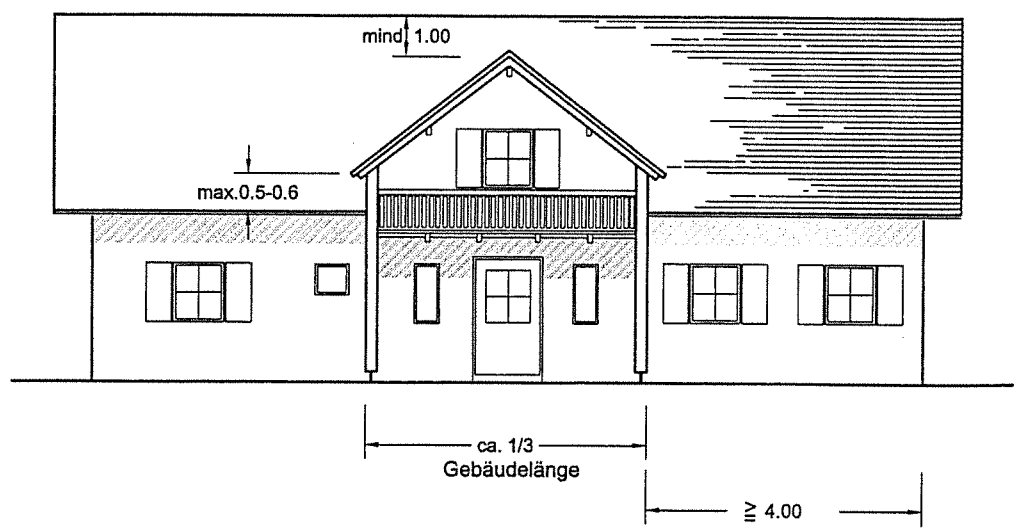 mind 1.00
max.0.5-0.6
ca. 1/3
Gebäudelänge
≧ 4.00